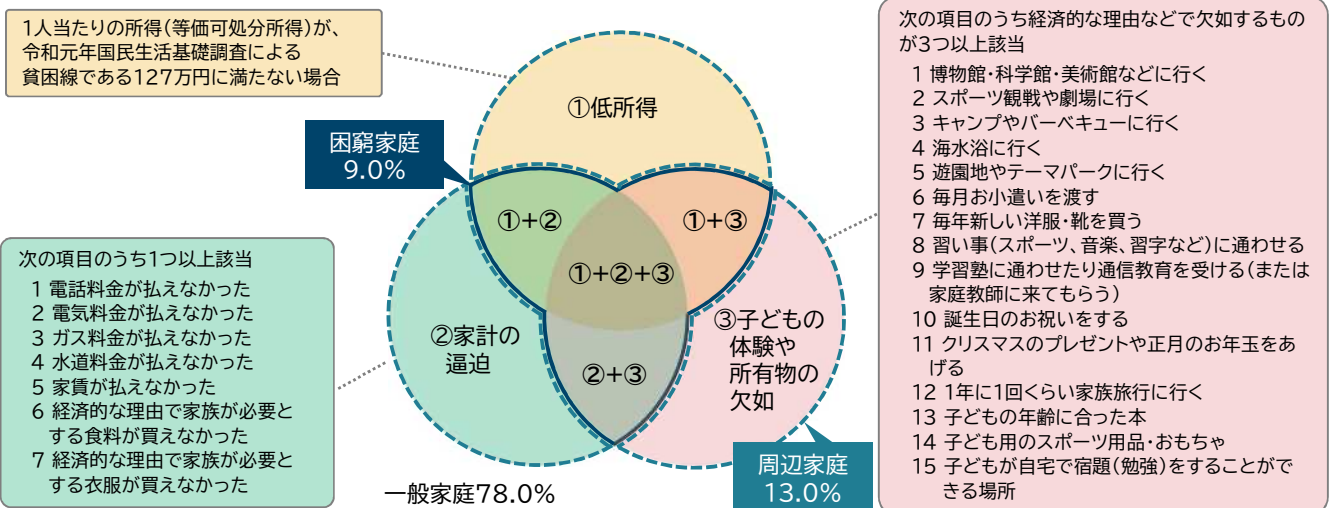 1人当たりの所得(等価可処分所得)が、
令和元年国民生活基礎調査による
貧困線である127万円に満たない場合
①低所得
困窮家庭
9.0%
①+②
①+③
①+②+③
②家計の
逼迫
③子どもの
体験や
所有物の
欠如
②+③
周辺家庭
13.0%
一般家庭78.0%
次の項目のうち1つ以上該当
1 電話料金が払えなかった
2 電気料金が払えなかった
3 ガス料金が払えなかった
4 水道料金が払えなかった
5 家賃が払えなかった
6 経済的な理由で家族が必要と
する食料が買えなかった
7 経済的な理由で家族が必要と
する衣服が買えなかった
次の項目のうち経済的な理由などで欠如するもの
が3つ以上該当
1 博物館・科学館・美術館などに行く
2 スポーツ観戦や劇場に行く
3 キャンプやバーベキューに行く
4 海水浴に行く
5 遊園地やテーマパークに行く
6 毎月お小遣いを渡す
7 毎年新しい洋服・靴を買う
8 習い事(スポーツ、音楽、習字など)に通わせる
9 学習塾に通わせたり通信教育を受ける(または
家庭教師に来てもらう)
10 誕生日のお祝いをする
11 クリスマスのプレゼントや正月のお年玉をあ
げる
12 1年に1回くらい家族旅行に行く
13 子どもの年齢に合った本
14 子ども用のスポーツ用品・おもちゃ
15 子どもが自宅で宿題(勉強)をすることがで
きる場所